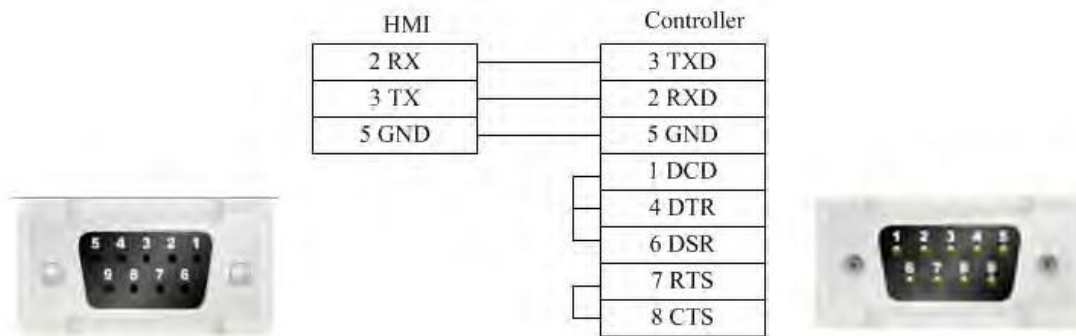 HMI
Controller
2 RX
3 TXD
3 TX
2 RXD
5 GND
5 GND
1 DCD
4 DTR
6 DSR
7 RTS
8 CTS
5 4 3 2 1
9 8 7 6
1 2 3 4 5
6 7 8 9